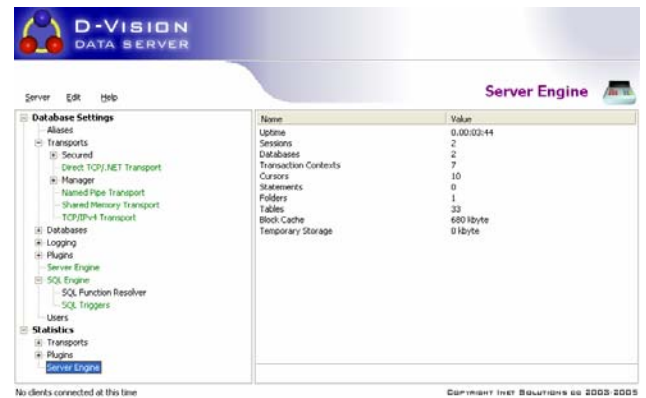 D-VISION
DATA SERVER
Server Edit Help
Server Engine
Database Settings
Aliases
Transports
Secured
Direct TCP/.NET Transport
Manager
Named Pipe Transport
Shared Memory Transport
TCP/IPv4 Transport
Databases
Logging
Plugins
Server Engine
SQL Engine
SQL Function Resolver
SQL Triggers
Users
Statistics
Transports
Plugins
Server Engine
Name Value
Uptime 0.00:03:44
Sessions 2
Databases 2
Transaction Contexts 7
Cursors 10
Statements 0
Folders 1
Tables 33
Block Cache 680 kbyte
Temporary Storage 0 kbyte
No clients connected at this time
COPYRIGHT INET SOLUTIONS CO 2003-2005